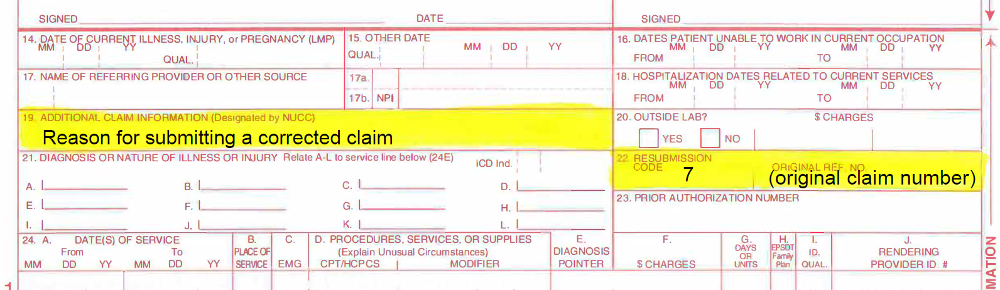 SIGNED DATE SIGNED
14. DATE OF CURRENT ILLNESS, INJURY, or PREGNANCY (LMP)
MM DD YY
QUAL.
15. OTHER DATE
QUAL. MM DD YY
16. DATES PATIENT UNABLE TO WORK IN CURRENT OCCUPATION
MM DD YY MM DD YY
FROM TO
17. NAME OF REFERRING PROVIDER OR OTHER SOURCE
17a.
17b. NPI
18. HOSPITALIZATION DATES RELATED TO CURRENT SERVICES
MM DD YY MM DD YY
FROM TO
19. ADDITIONAL CLAIM INFORMATION (Designated by NUCC)
Reason for submitting a corrected claim
20. OUTSIDE LAB? $ CHARGES
YES NO
21. DIAGNOSIS OR NATURE OF ILLNESS OR INJURY Relate A-L to service line below (24E)
ICD Ind.
A. B. C. D.
E. F. G. H.
I. J. K. L.
22. RESUBMISSION
CODE 7 ORIGINAL REF. NO.
(original claim number)
23. PRIOR AUTHORIZATION NUMBER
24. A. DATE(S) OF SERVICE
From To
MM DD YY MM DD YY
B.
PLACE OF
SERVICE
C.
EMG
D. PROCEDURES, SERVICES, OR SUPPLIES
(Explain Unusual Circumstances)
CPT/HCPCS MODIFIER
E.
DIAGNOSIS
POINTER
F.
$ CHARGES
G.
DAYS
OR
UNITS
H.
EPSDT
Family
Plan
I.
ID.
QUAL.
J.
RENDERING
PROVIDER ID. #
1
MATION